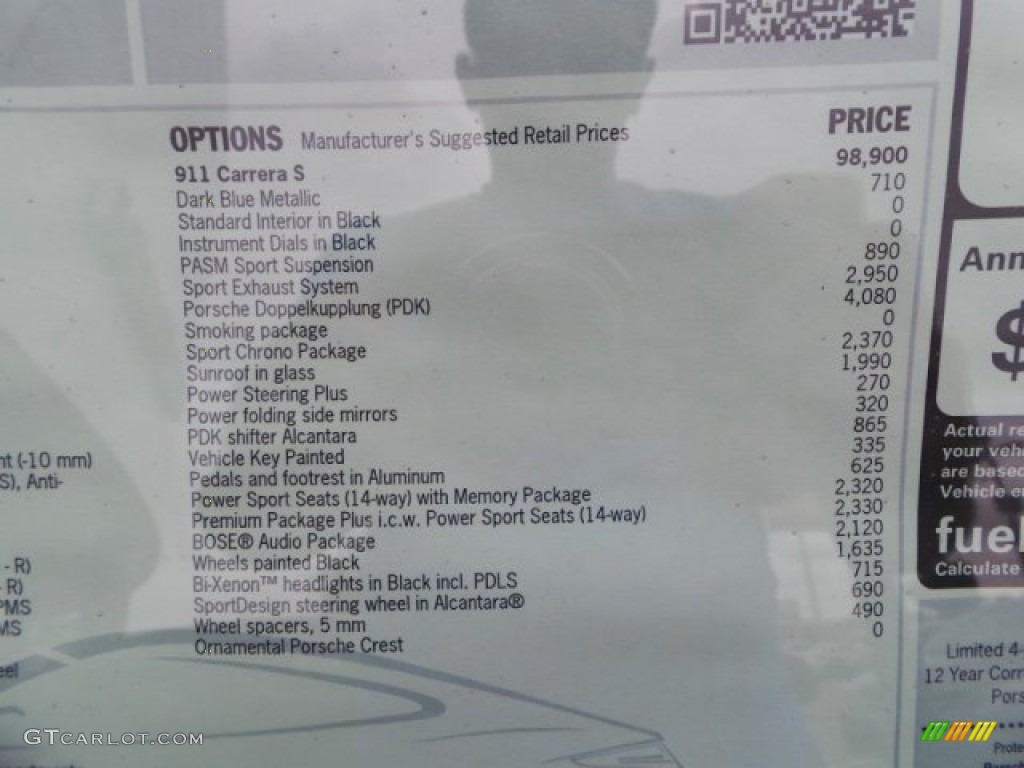 OPTIONS Manufacturer's Suggested Retail Prices PRICE
911 Carrera S 98,900
Dark Blue Metallic 710
Standard Interior in Black 0
Instrument Dials in Black 0
PASM Sport Suspension 890
Sport Exhaust System 2,950
Porsche Doppelkupplung (PDK) 4,080
Smoking package 0
Sport Chrono Package 2,370
Sunroof in glass 1,990
Power Steering Plus 270
Power folding side mirrors 320
PDK shifter Alcantara 865
Vehicle Key Painted 335
Pedals and footrest in Aluminum 625
Power Sport Seats (14-way) with Memory Package 2,320
Premium Package Plus i.c.w. Power Sport Seats (14-way) 2,330
BOSE® Audio Package 2,120
Wheels painted Black 1,635
Bi-Xenon™ headlights in Black incl. PDLS 715
SportDesign steering wheel in Alcantara® 690
Wheel spacers, 5 mm 490
Ornamental Porsche Crest 0
nt (-10 mm)
S), Anti-
- R)
- R)
PMS
MS
eel
Ann
$
Actual re
your vehi
are based
Vehicle e
fuel
Calculate
Limited 4-
12 Year Corr
Pors
Prote
GTCARLOT.COM